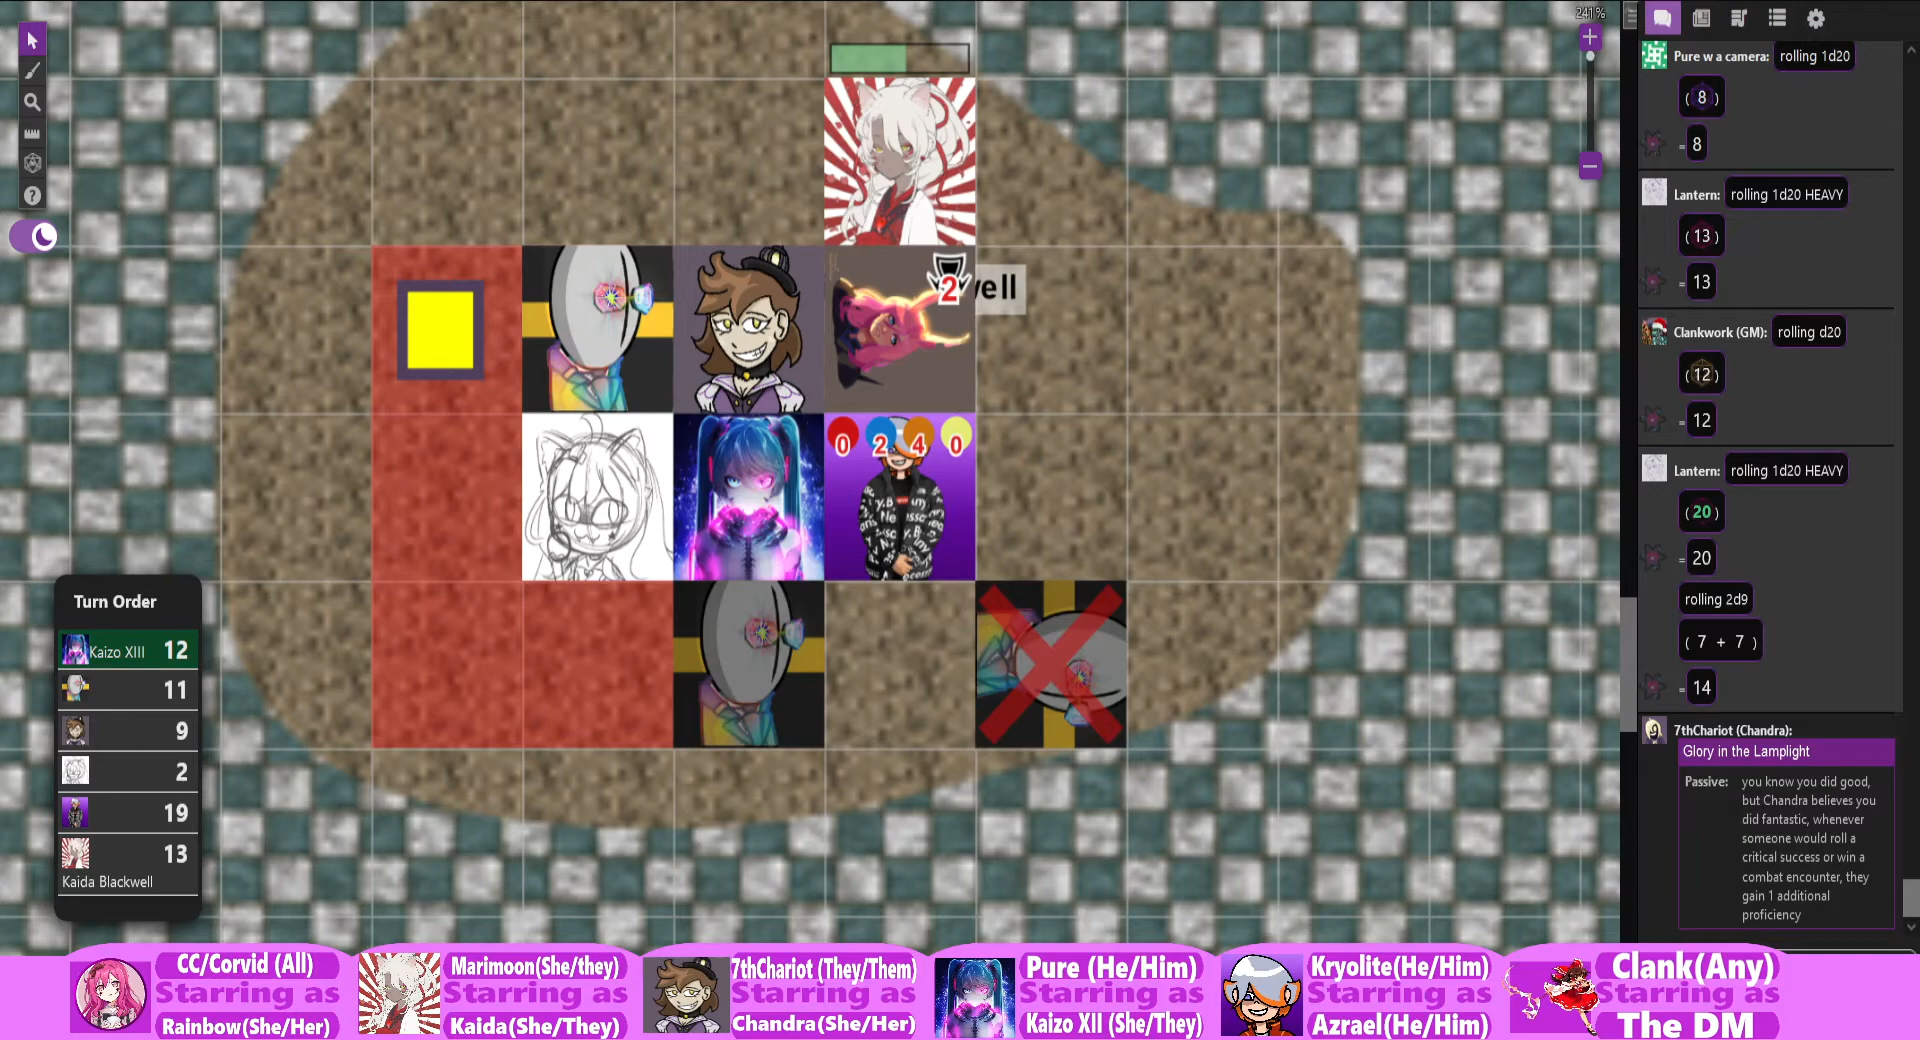 241%
2
well
0 2 4 0
Turn Order
Kaizo XIII 12
11
9
2
19
13
Kaida Blackwell
Pure w a camera: rolling 1d20
(8)
= 8
Lantern: rolling 1d20 HEAVY
(13)
= 13
Clankwork (GM): rolling d20
(12)
= 12
Lantern: rolling 1d20 HEAVY
(20)
= 20
rolling 2d9
( 7 + 7 )
= 14
7thChariot (Chandra):
Glory in the Lamplight
Passive: you know you did good,
but Chandra believes you
did fantastic, whenever
someone would roll a
critical success or win a
combat encounter, they
gain 1 additional
proficiency
CC/Corvid (All)
Starring as
Rainbow(She/Her)
Marimoon(She/they)
Starring as
Kaida(She/They)
7thChariot (They/Them)
Starring as
Chandra(She/Her)
Pure (He/Him)
Starring as
Kaizo XII (She/They)
Kryolite(He/Him)
Starring as
Azrael(He/Him)
Clank(Any)
Starring as
The DM